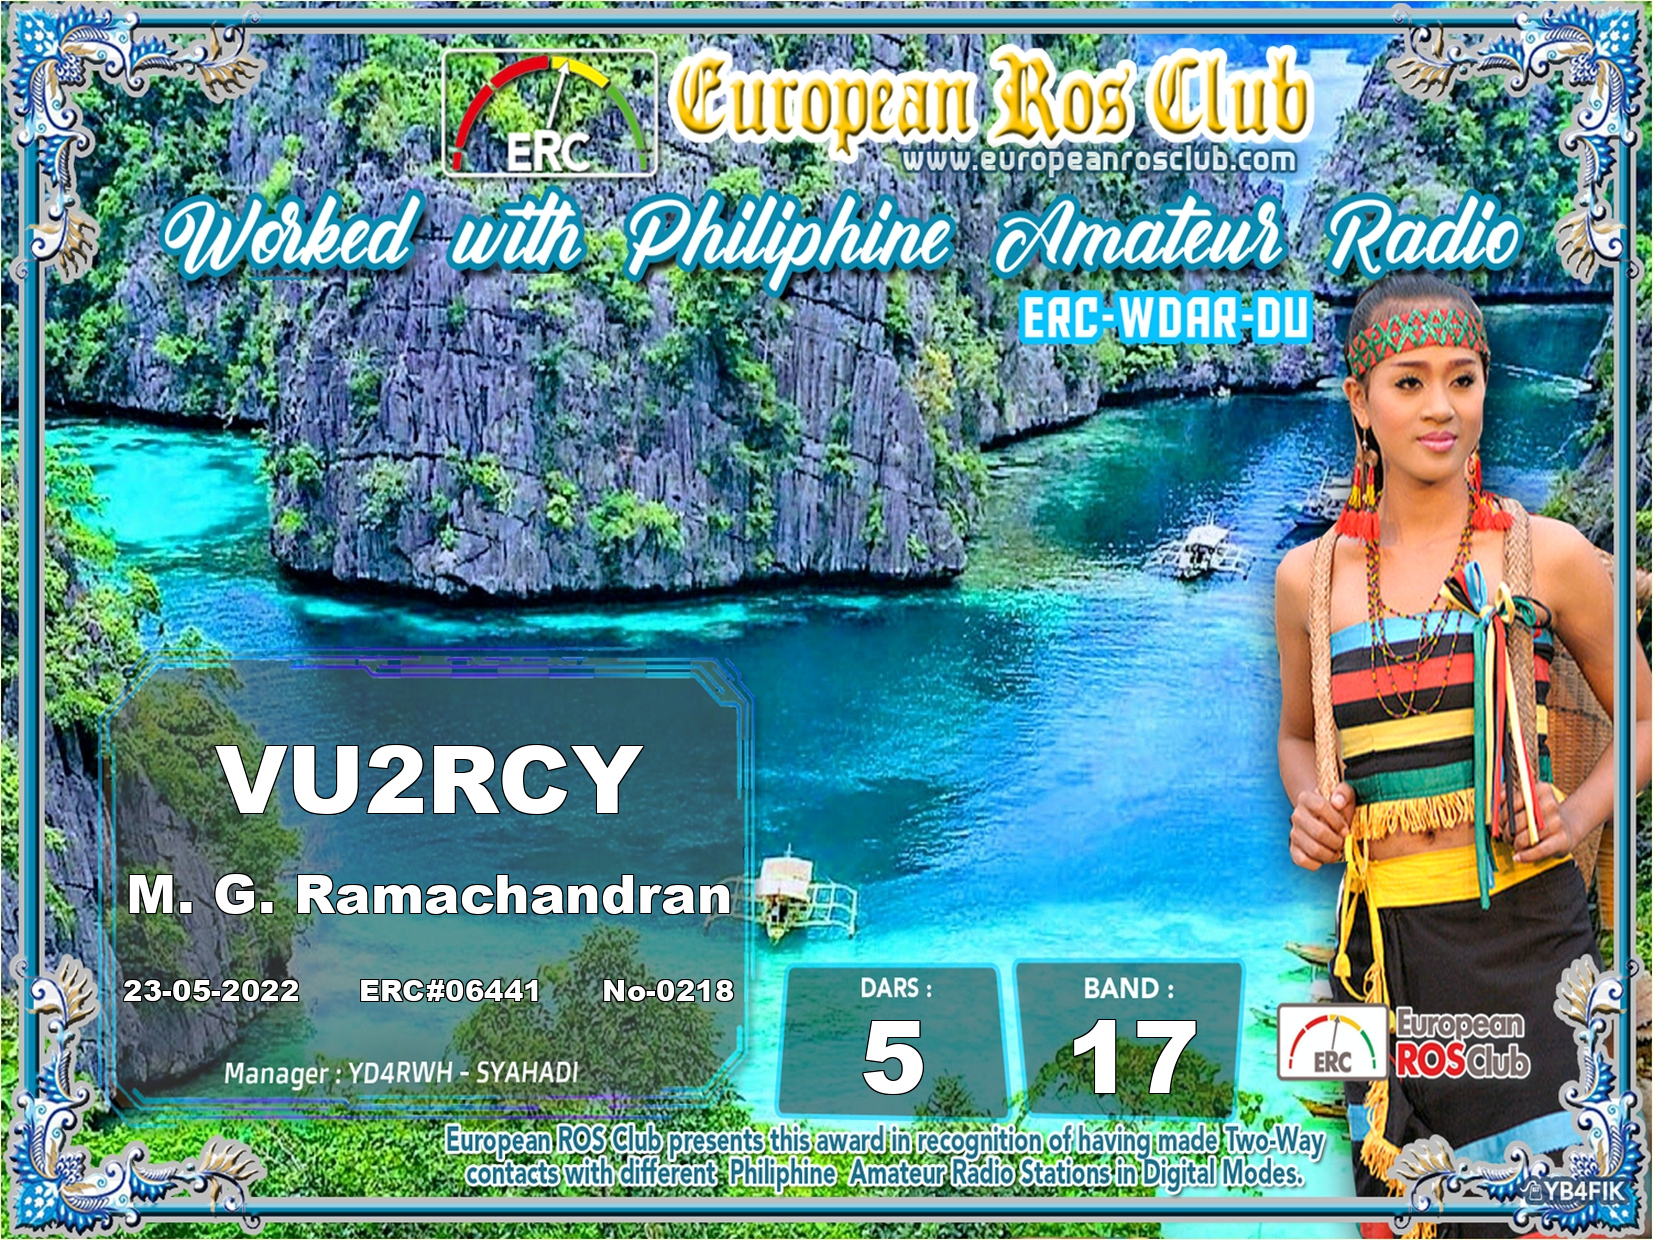 ERC
European Ros Club
www.europeanrosclub.com
Worked with Philiphine Amateur Radio
ERC-WDAR-DU
VU2RCY
M. G. Ramachandran
23-05-2022 ERC#06441 No-0218
Manager : YD4RWH - SYAHADI
DARS :
5
BAND :
17
ERC
European
ROSClub
European ROS Club presents this award in recognition of having made Two-Way
contacts with different Philiphine Amateur Radio Stations in Digital Modes.
YB4FIK